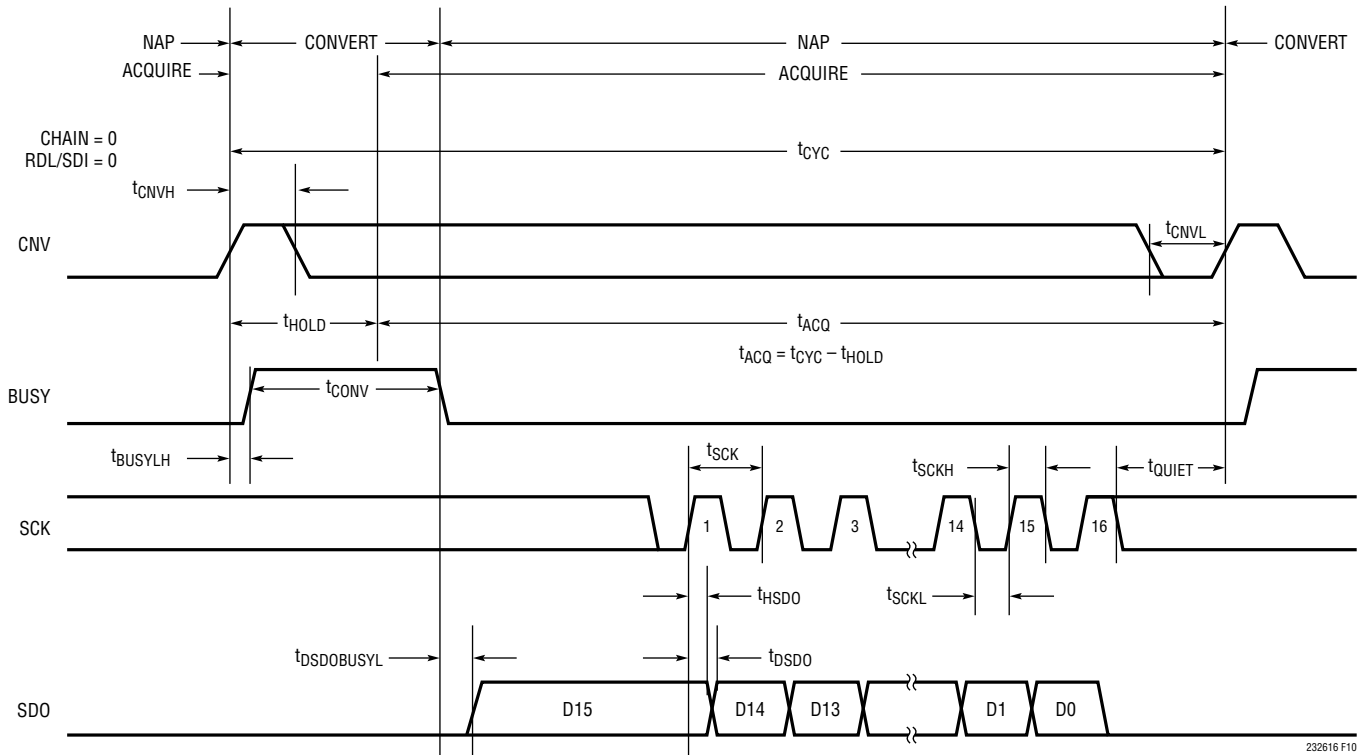 NAP CONVERT NAP CONVERT
ACQUIRE ACQUIRE
CHAIN = 0
RDL/SDI = 0
tCYC
tCNVH
CNV
tCNVL
tHOLD tACQ
tACQ = tCYC – tHOLD
BUSY
tCONV
tBUSYLH
tSCK
tSCKH
tQUIET
SCK
1 2 3 14 15 16
tHSDO
tSCKL
tDSDOBUSYL
tDSDO
SDO
D15 D14 D13 D1 D0
232616 F10